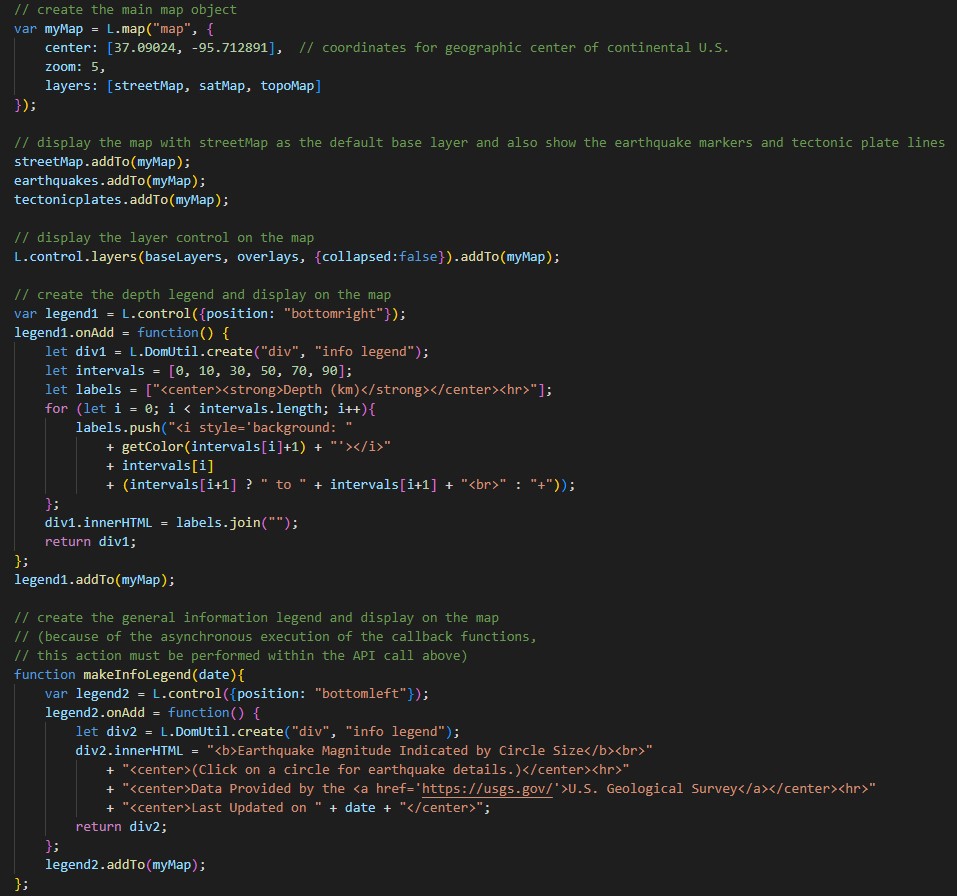 // create the main map object
var myMap = L.map("map", {
    center: [37.09024, -95.712891],  // coordinates for geographic center of continental U.S.
    zoom: 5,
    layers: [streetMap, satMap, topoMap]
});

// display the map with streetMap as the default base layer and also show the earthquake markers and tectonic plate lines
streetMap.addTo(myMap);
earthquakes.addTo(myMap);
tectonicplates.addTo(myMap);

// display the layer control on the map
L.control.layers(baseLayers, overlays, {collapsed:false}).addTo(myMap);

// create the depth legend and display on the map
var legend1 = L.control({position: "bottomright"});
legend1.onAdd = function() {
    let div1 = L.DomUtil.create("div", "info legend");
    let intervals = [0, 10, 30, 50, 70, 90];
    let labels = ["<center><strong>Depth (km)</strong></center><hr>"];
    for (let i = 0; i < intervals.length; i++){
        labels.push("<i style='background: "
            + getColor(intervals[i]+1) + "'></i>"
            + intervals[i]
            + (intervals[i+1] ? " to " + intervals[i+1] + "<br>" : "+"));
    };
    div1.innerHTML = labels.join("");
    return div1;
};
legend1.addTo(myMap);

// create the general information legend and display on the map
// (because of the asynchronous execution of the callback functions,
// this action must be performed within the API call above)
function makeInfoLegend(date){
    var legend2 = L.control({position: "bottomleft"});
    legend2.onAdd = function() {
        let div2 = L.DomUtil.create("div", "info legend");
        div2.innerHTML = "<b>Earthquake Magnitude Indicated by Circle Size</b><br>"
            + "<center>(Click on a circle for earthquake details.)</center><hr>"
            + "<center>Data Provided by the <a href='https://usgs.gov/'>U.S. Geological Survey</a></center><hr>"
            + "<center>Last Updated on " + date + "</center>";
        return div2;
    };
    legend2.addTo(myMap);
};